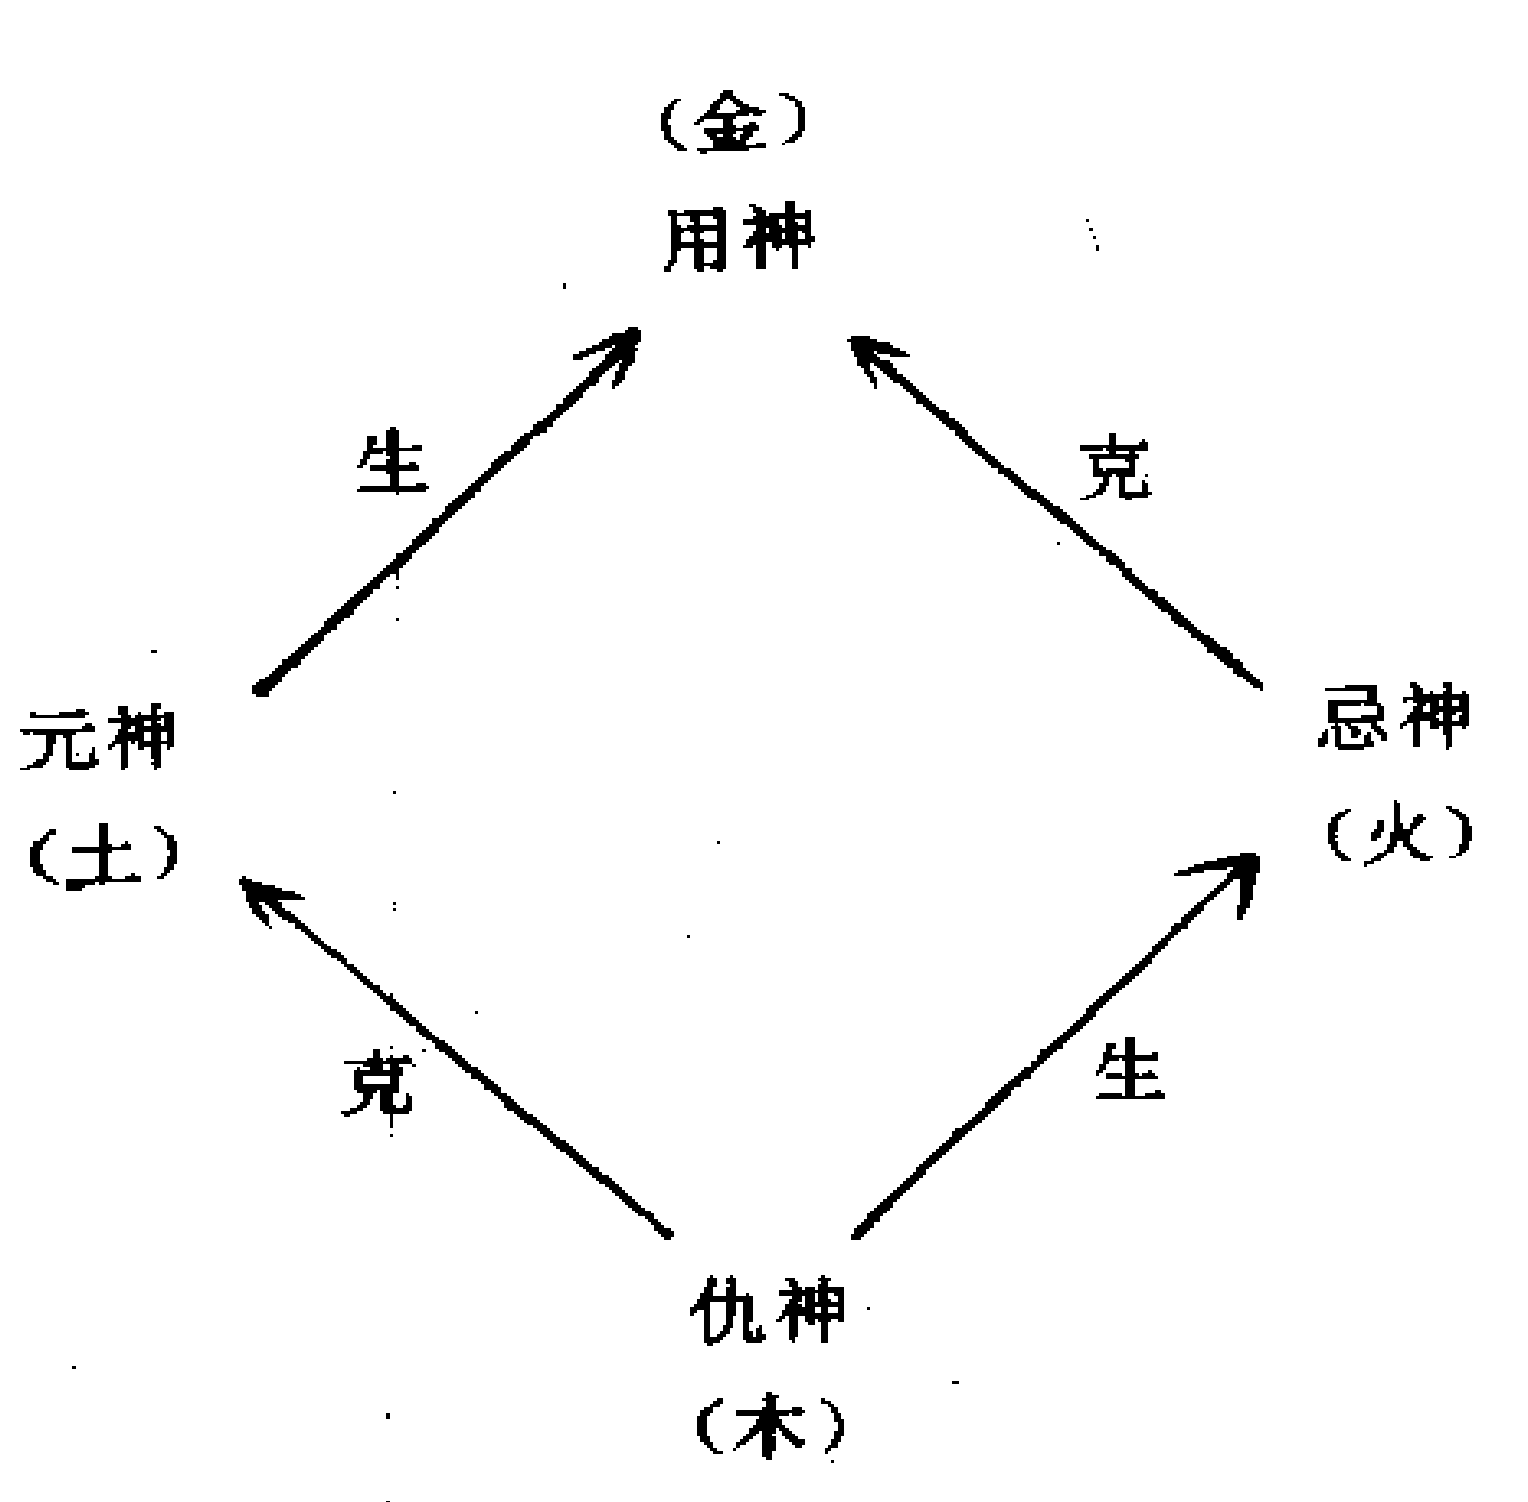 （金）
用神
生
克
元神
忌神
（土）
（火）
克
生
仇神
（木）